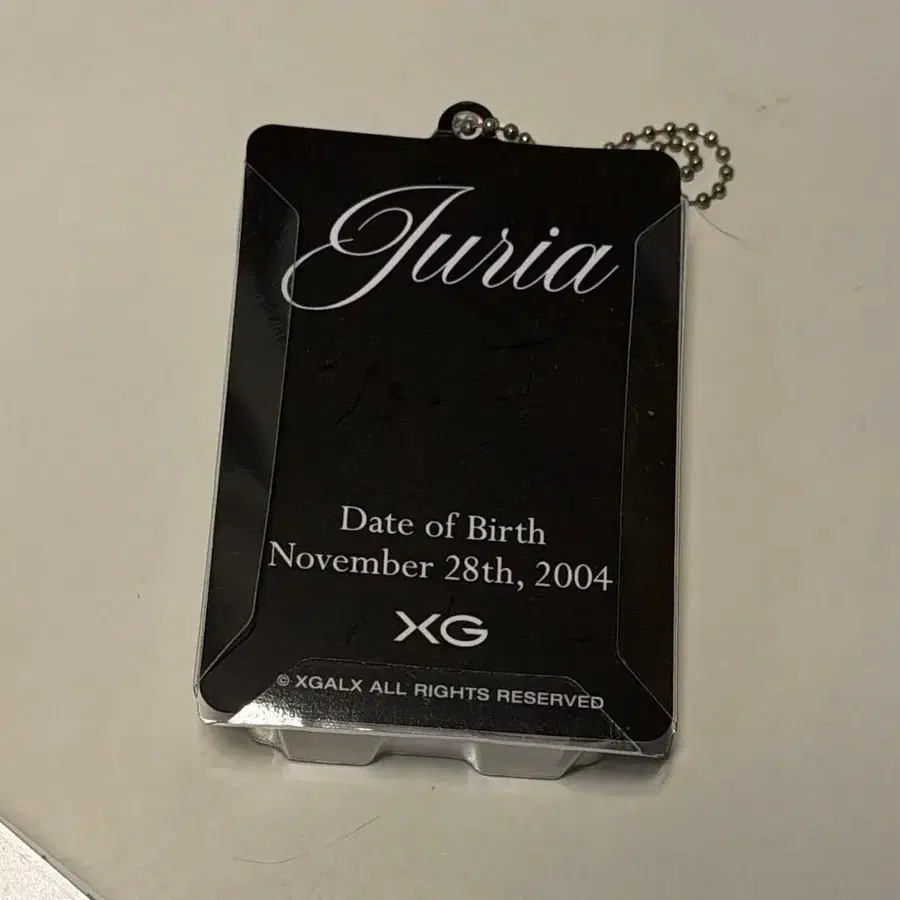 Juria
Date of Birth
November 28th, 2004
XG
© XGALX ALL RIGHTS RESERVED